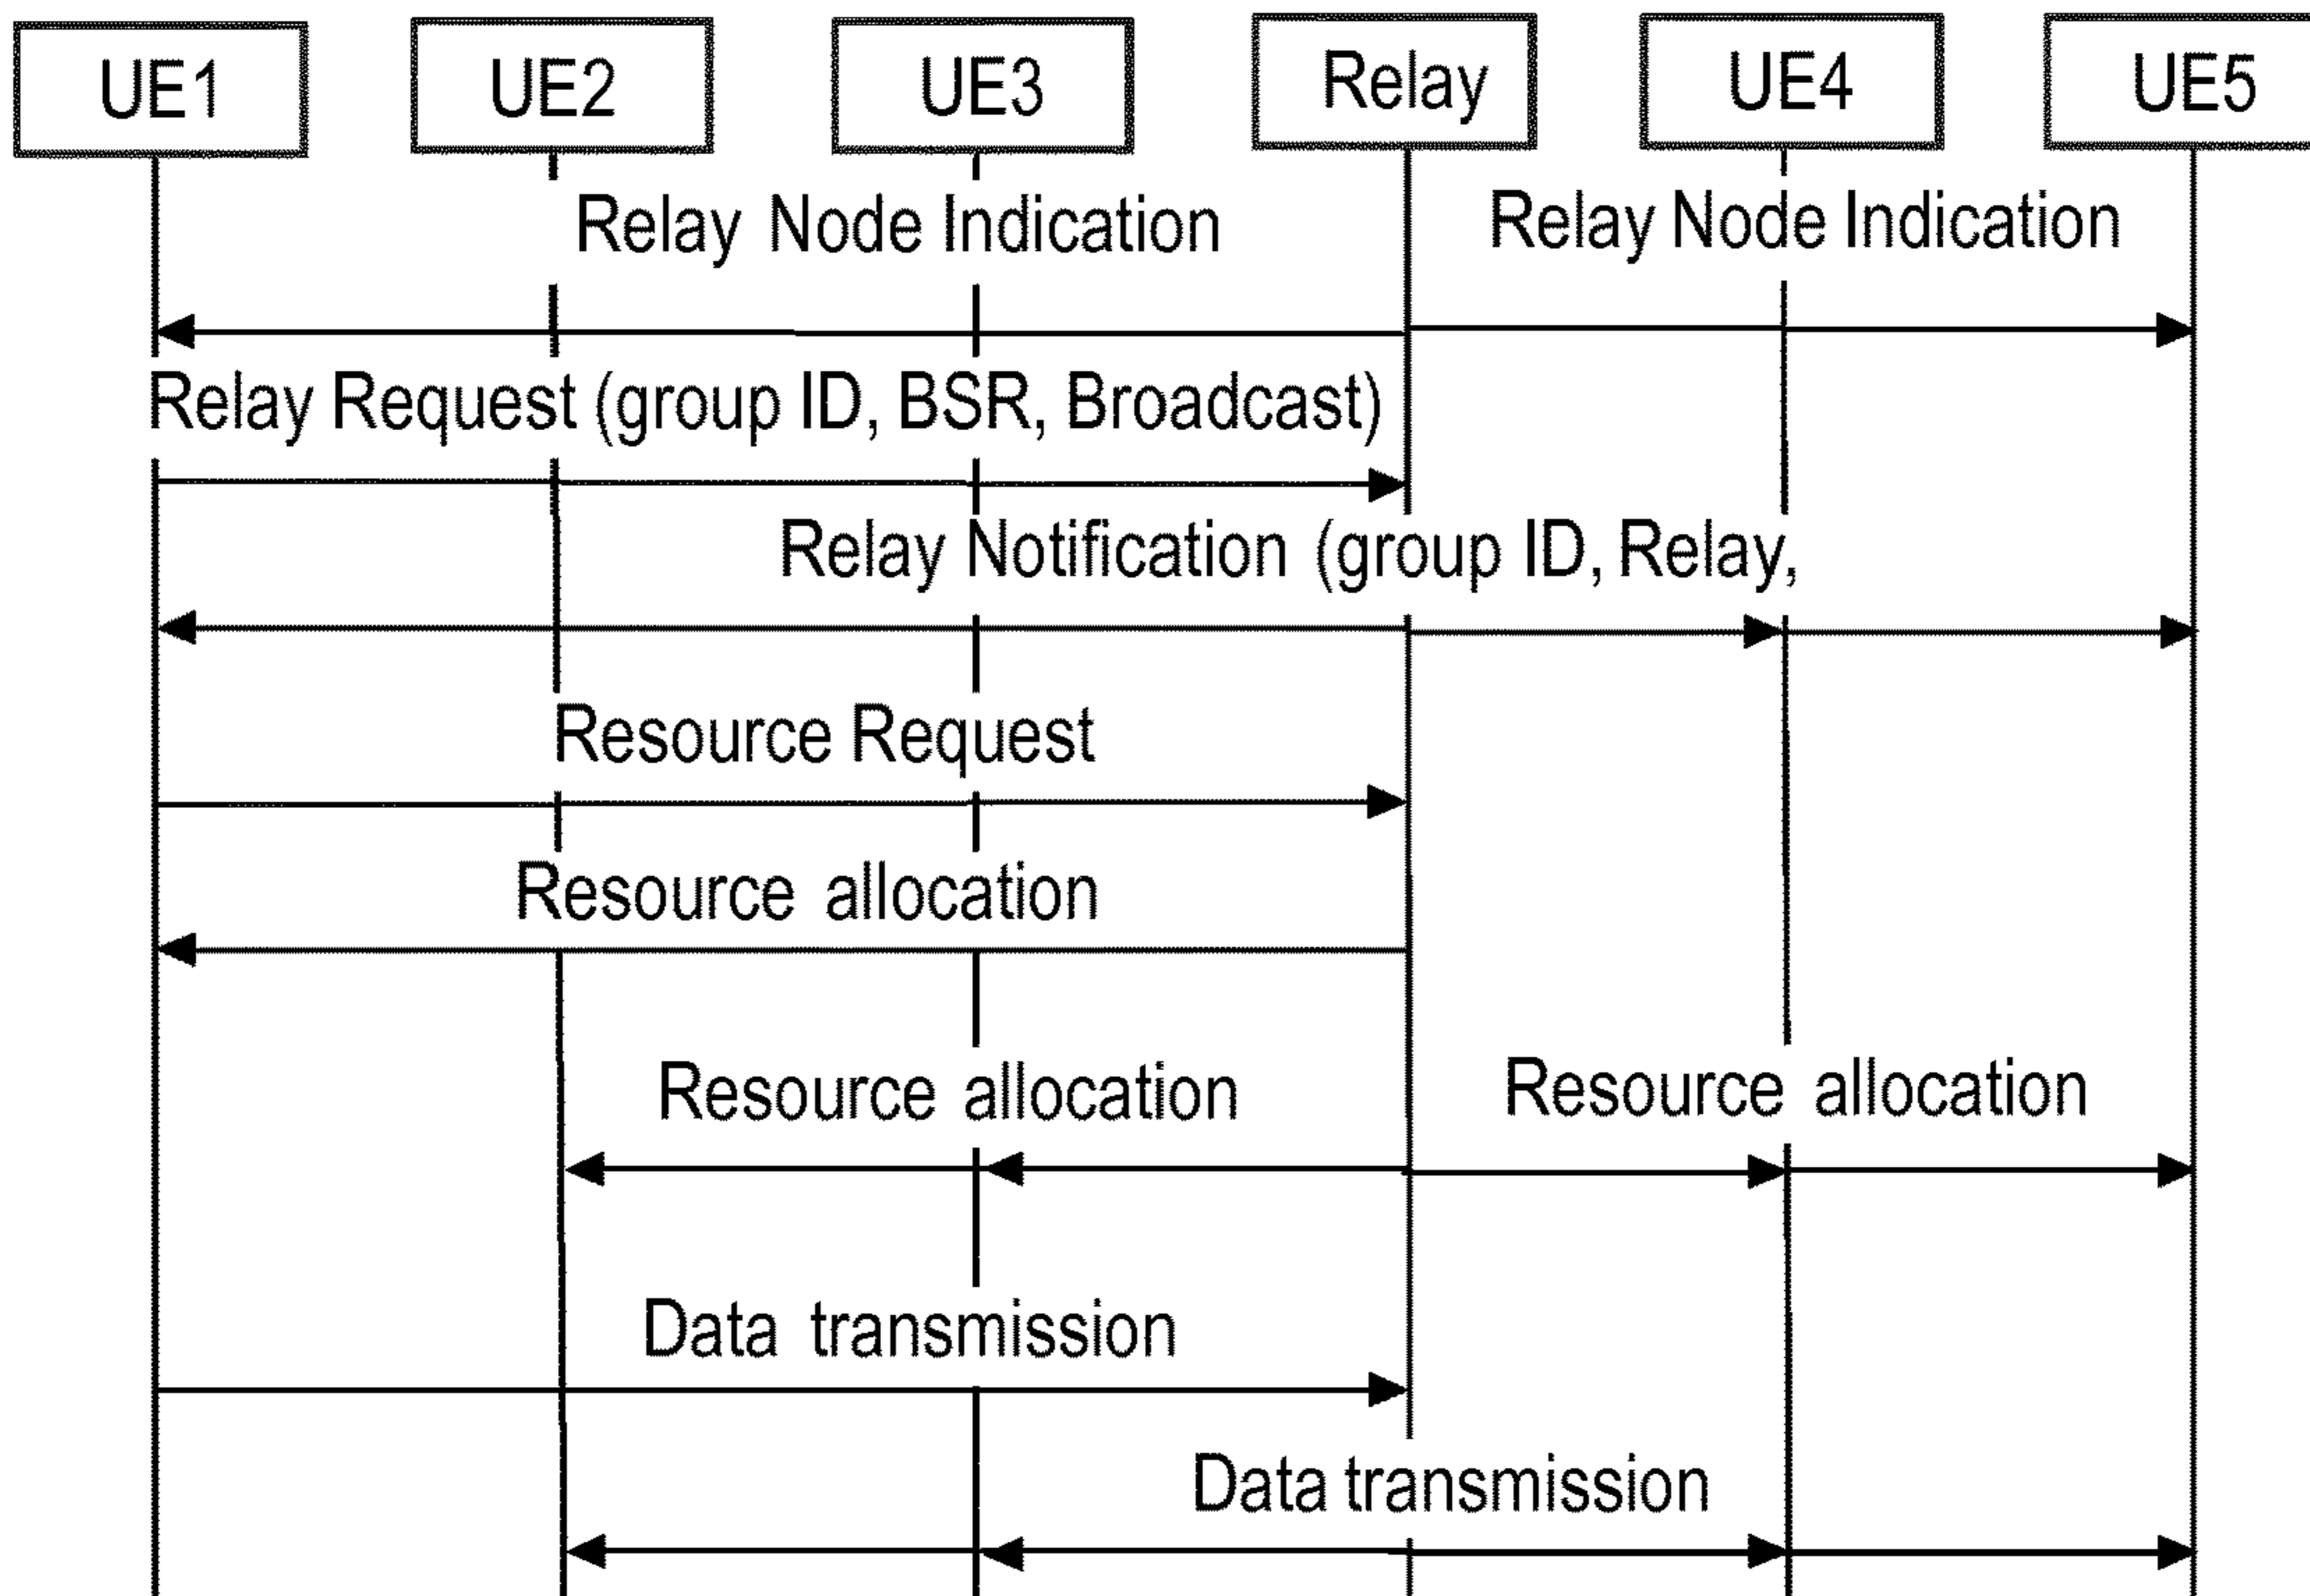 UE1 UE2 UE3 Relay UE4 UE5
Relay Node Indication Relay Node Indication
Relay Request (group ID, BSR, Broadcast)
Relay Notification (group ID, Relay,
Resource Request
Resource allocation
Resource allocation Resource allocation
Data transmission
Data transmission